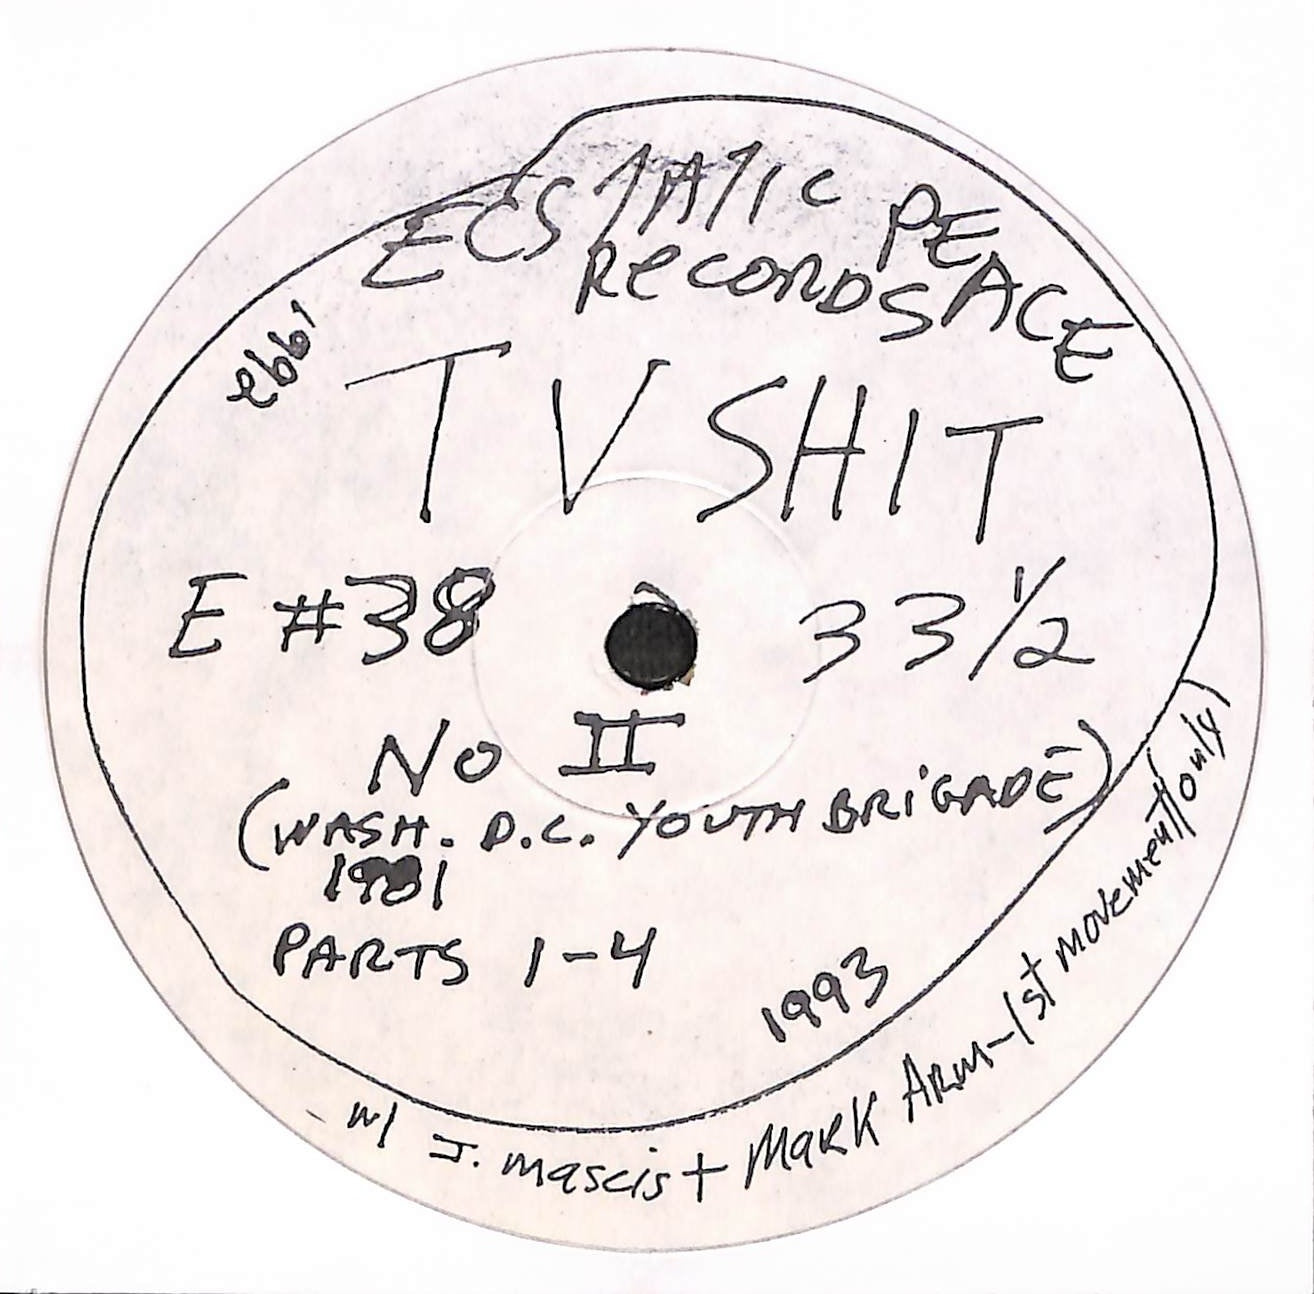 ECSTATIC PEACE
RECORDS
1993
TV SHIT
E #38
33 1/2
NO II
(WASH. D.C. YOUTH BRIGADE)
1981
PARTS 1-4
1993
w/ J. mascis + MARK ARM-1st movement (only)